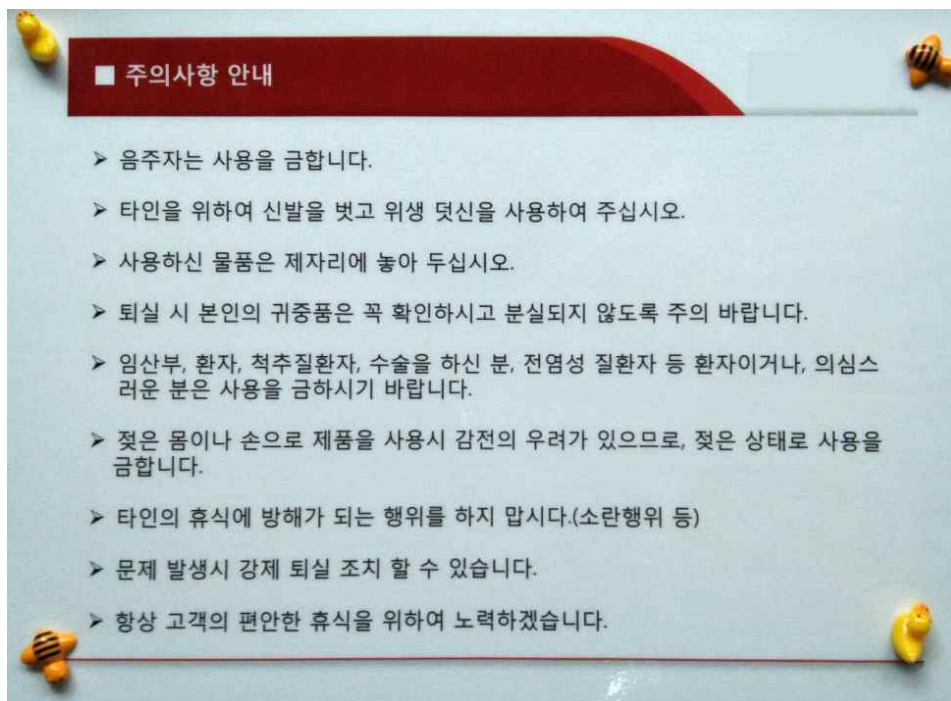 ■ 주의사항 안내
➤ 음주자는 사용을 금합니다.
➤ 타인을 위하여 신발을 벗고 위생 덧신을 사용하여 주십시오.
➤ 사용하신 물품은 제자리에 놓아 두십시오.
➤ 퇴실 시 본인의 귀중품은 꼭 확인하시고 분실되지 않도록 주의 바랍니다.
➤ 임산부, 환자, 척추질환자, 수술을 하신 분, 전염성 질환자 등 환자이거나, 의심스
러운 분은 사용을 금하시기 바랍니다.
➤ 젖은 몸이나 손으로 제품을 사용시 감전의 우려가 있으므로, 젖은 상태로 사용을
금합니다.
➤ 타인의 휴식에 방해가 되는 행위를 하지 맙시다.(소란행위 등)
➤ 문제 발생시 강제 퇴실 조치 할 수 있습니다.
➤ 항상 고객의 편안한 휴식을 위하여 노력하겠습니다.